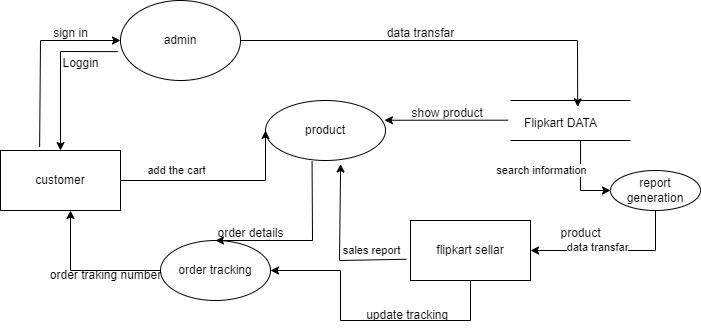 sign in
admin
data transfar
Loggin
show product
product
Flipkart DATA
add the cart
customer
search information
report
generation
order details
product
data transfar
sales report
flipkart sellar
order tracking
order traking number
update tracking